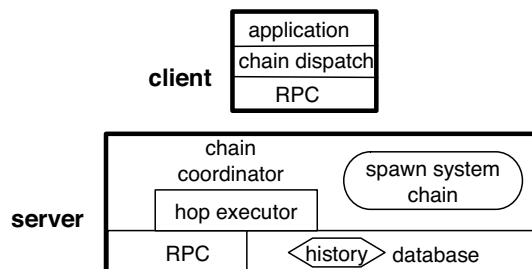 application
client
chain dispatch
RPC
chain
coordinator
spawn system
chain
hop executor
server
RPC
history
database